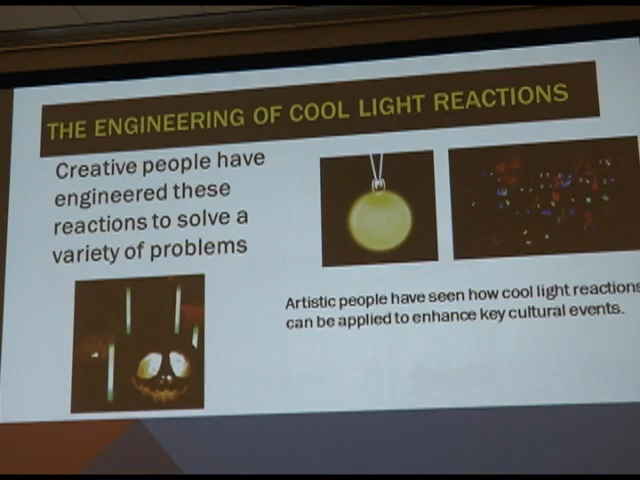 THE ENGINEERING OF COOL LIGHT REACTIONS
Creative people have
engineered these
reactions to solve a
variety of problems
Artistic people have seen how cool light reactions
can be applied to enhance key cultural events.